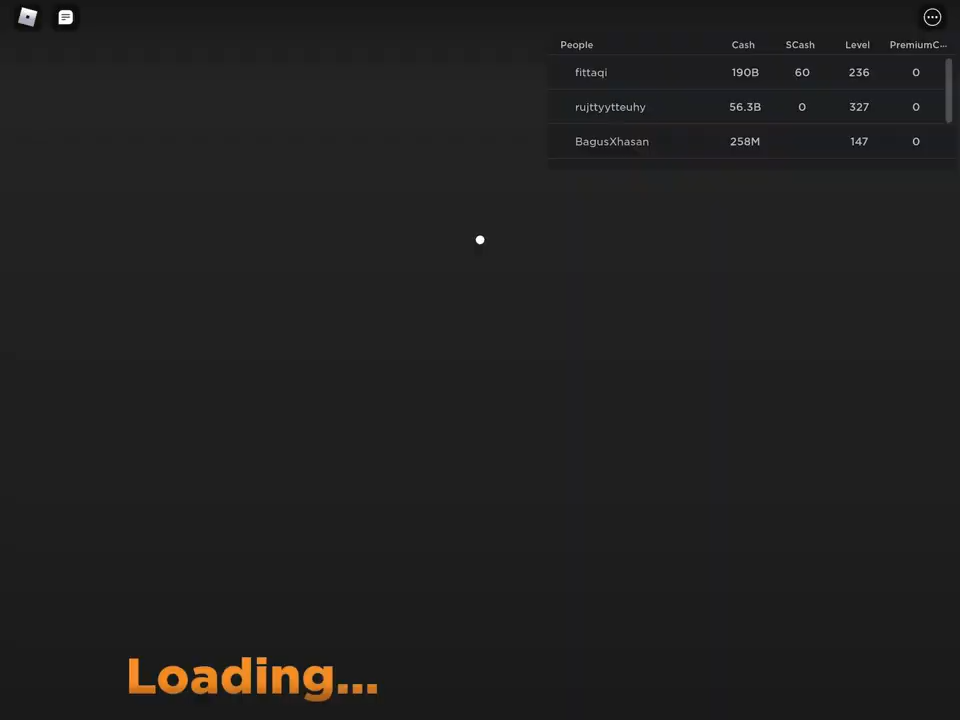 People Cash SCash Level PremiumC...
fittaqi 190B 60 236 0
rujttyytteuhy 56.3B 0 327 0
BagusXhasan 258M 147 0
Loading...